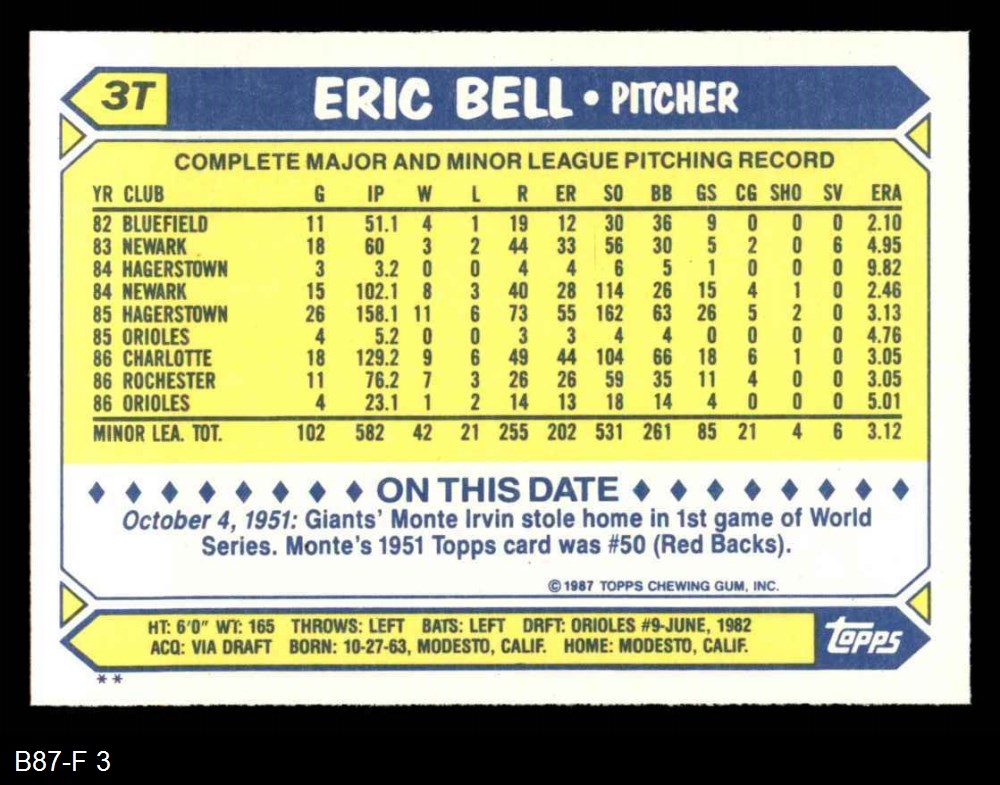 3T
ERIC BELL • PITCHER
COMPLETE MAJOR AND MINOR LEAGUE PITCHING RECORD
YR CLUB G IP W L R ER SO BB GS CG SHO SV ERA
82 BLUEFIELD 11 51.1 4 1 19 12 30 36 9 0 0 0 2.10
83 NEWARK 18 60 3 2 44 33 56 30 5 2 0 6 4.95
84 HAGERSTOWN 3 3.2 0 0 4 4 6 5 1 0 0 0 9.82
84 NEWARK 15 102.1 8 3 40 28 114 26 15 4 1 0 2.46
85 HAGERSTOWN 26 158.1 11 6 73 55 162 63 26 5 2 0 3.13
85 ORIOLES 4 5.2 0 0 3 3 4 4 0 0 0 0 4.76
86 CHARLOTTE 18 129.2 9 6 49 44 104 66 18 6 1 0 3.05
86 ROCHESTER 11 76.2 7 3 26 26 59 35 11 4 0 0 3.05
86 ORIOLES 4 23.1 1 2 14 13 18 14 4 0 0 0 5.01
MINOR LEA. TOT. 102 582 42 21 255 202 531 261 85 21 4 6 3.12
ON THIS DATE
October 4, 1951: Giants' Monte Irvin stole home in 1st game of World
Series. Monte's 1951 Topps card was #50 (Red Backs).
©1987 TOPPS CHEWING GUM, INC.
HT: 6'0" WT: 165 THROWS: LEFT BATS: LEFT DRFT: ORIOLES #9-JUNE, 1982
ACQ: VIA DRAFT BORN: 10-27-63, MODESTO, CALIF. HOME: MODESTO, CALIF.
topps
**
B87-F 3